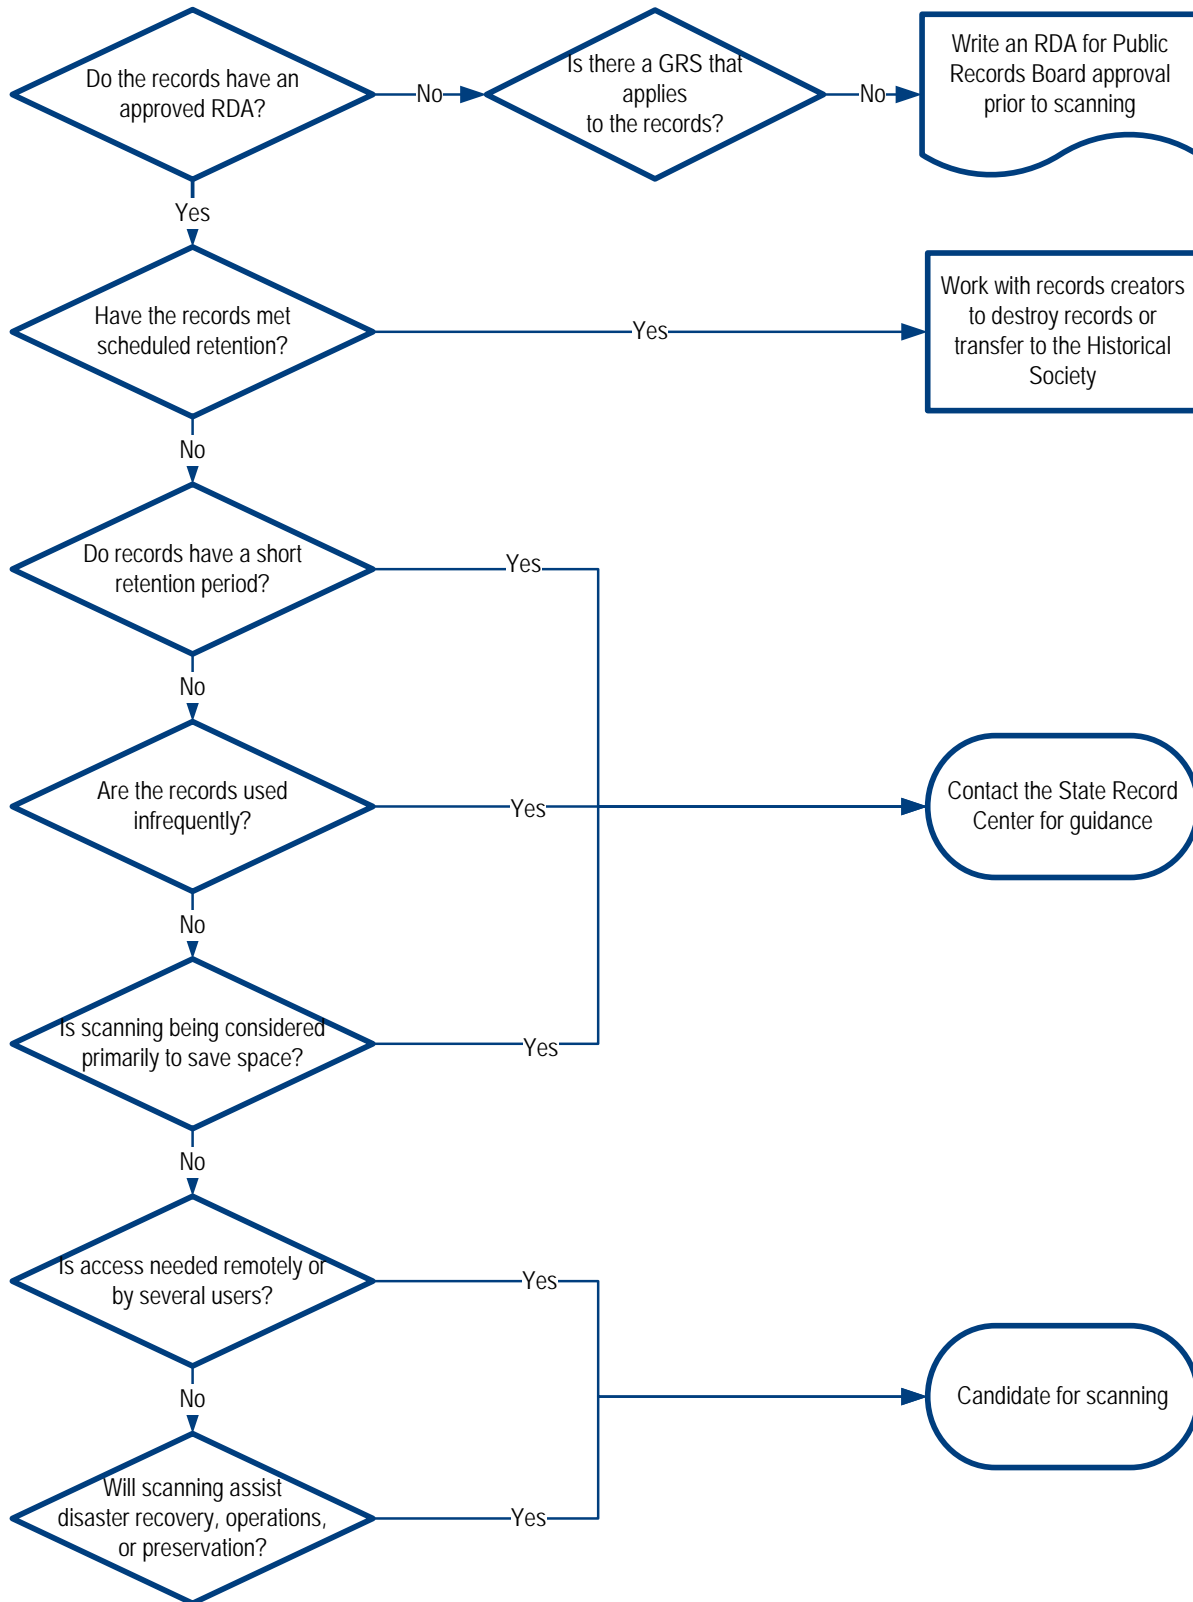 Do the records have an
approved RDA?
No
Is there a GRS that
applies
to the records?
No
Write an RDA for Public
Records Board approval
prior to scanning
Yes
Have the records met
scheduled retention?
Yes
Work with records creators
to destroy records or
transfer to the Historical
Society
No
Do records have a short
retention period?
Yes
No
Are the records used
infrequently?
Yes
Contact the State Record
Center for guidance
No
Is scanning being considered
primarily to save space?
Yes
No
Is access needed remotely or
by several users?
Yes
Candidate for scanning
No
Will scanning assist
disaster recovery, operations,
or preservation?
Yes